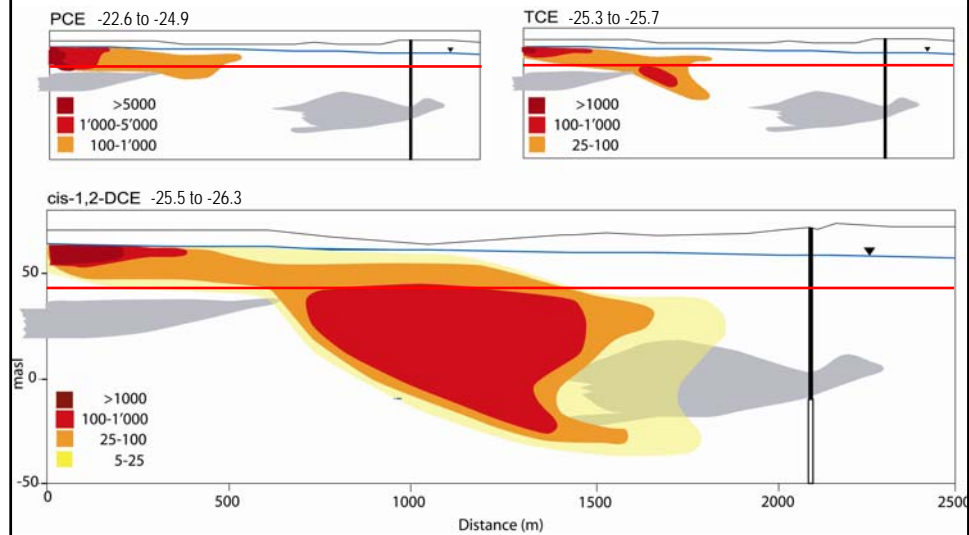 PCE -22.6 to -24.9
>5000
1'000-5'000
100-1'000
TCE -25.3 to -25.7
>1000
100-1'000
25-100
cis-1,2-DCE -25.5 to -26.3
50
0
-50
masl
>1000
100-1'000
25-100
5-25
0 500 1000 1500 2000 2500
Distance (m)